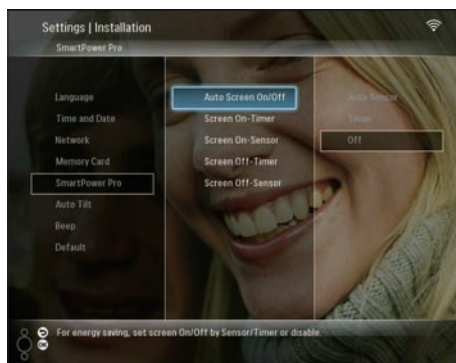 Settings | Installation
SmartPower Pro
Language
Time and Date
Network
Memory Card
SmartPower Pro
Auto Tilt
Beep
Default
Auto Screen On/Off
Screen On-Timer
Screen On-Sensor
Screen Off-Timer
Screen Off-Sensor
Auto Sensor
Timer
Off
OK
For energy saving, set screen On/Off by Sensor/Timer or disable.